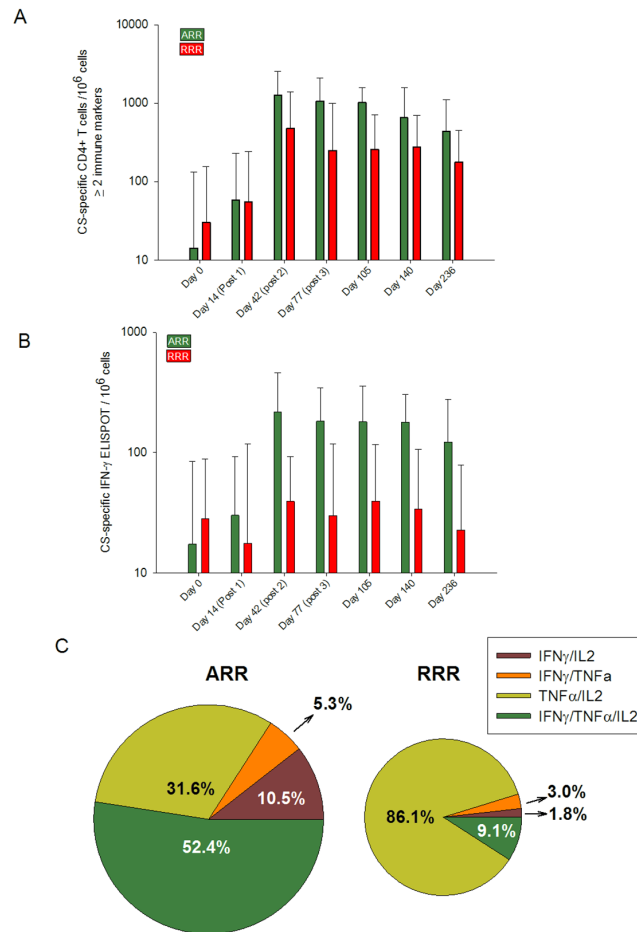 A
10000
1000
100
10
CS-specific CD4+ T cells /10⁶ cells
≥ 2 immune markers
ARR
RRR
Day 0
Day 14 (Post 1)
Day 42 (post 2)
Day 77 (post 3)
Day 105
Day 140
Day 236
B
1000
100
10
CS-specific IFN-γ ELISPOT / 10⁶ cells
ARR
RRR
Day 0
Day 14 (Post 1)
Day 42 (post 2)
Day 77 (post 3)
Day 105
Day 140
Day 236
C
ARR
RRR
IFNγ/IL2
IFNγ/TNFa
TNFα/IL2
IFNγ/TNFα/IL2
5.3%
31.6%
10.5%
52.4%
3.0%
1.8%
86.1%
9.1%